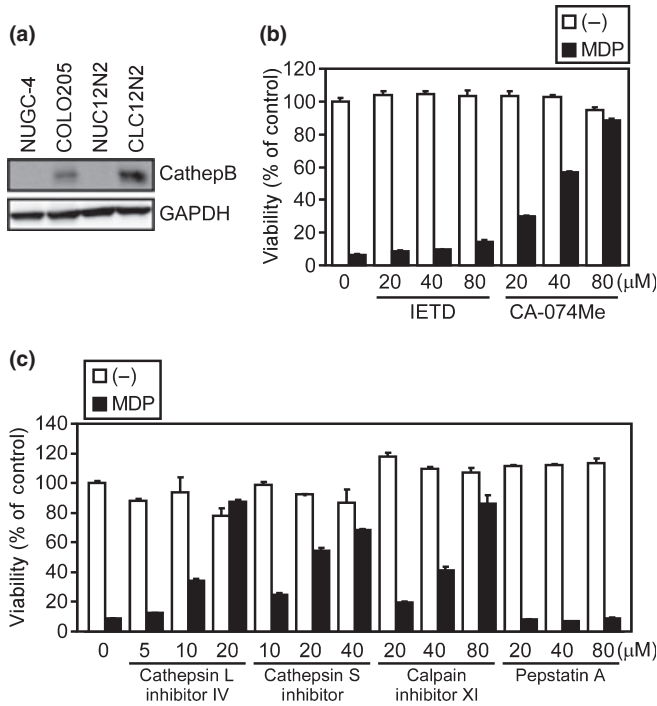 (a)
NUGC-4
COLO205
NUC12N2
CLC12N2
CathepB
GAPDH
(b)
(–)
MDP
Viability (% of control)
120
100
80
60
40
20
0
0 20 40 80 20 40 80 (μM)
IETD CA-074Me
(c)
(–)
MDP
Viability (% of control)
140
120
100
80
60
40
20
0
0 5 10 20 10 20 40 20 40 80 20 40 80 (μM)
Cathepsin L Cathepsin S Calpain Pepstatin A
inhibitor IV inhibitor inhibitor XI